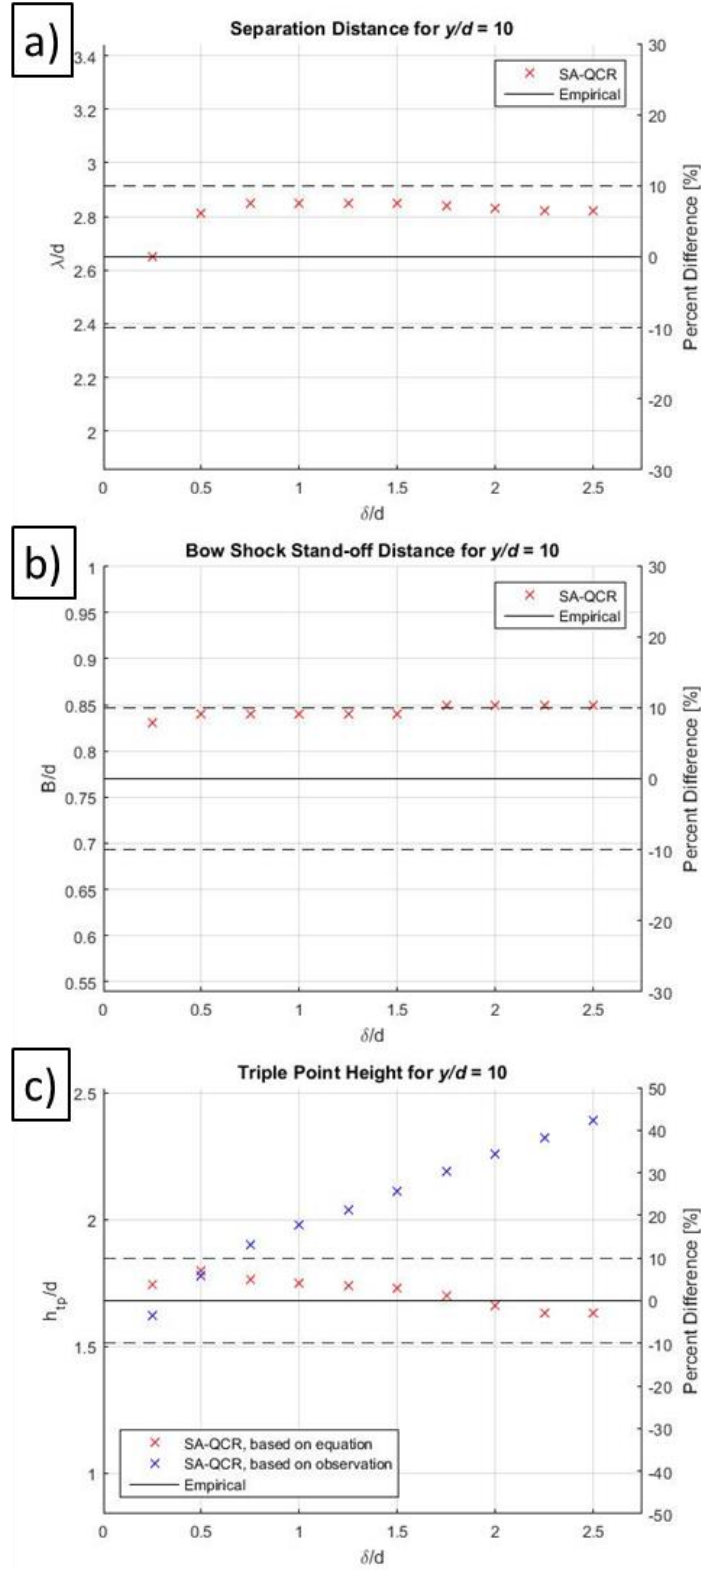 a)
Separation Distance for y/d = 10
3.4
3.2
3
2.8
2.6
2.4
2.2
2
λ/d
30
20
10
0
-10
-20
-30
Percent Difference [%]
SA-QCR
Empirical
0 0.5 1 1.5 2 2.5
δ/d
b)
Bow Shock Stand-off Distance for y/d = 10
1
0.95
0.9
0.85
0.8
0.75
0.7
0.65
0.6
0.55
B/d
30
20
10
0
-10
-20
-30
Percent Difference [%]
SA-QCR
Empirical
0 0.5 1 1.5 2 2.5
δ/d
c)
Triple Point Height for y/d = 10
2.5
2
1.5
1
h_tp/d
50
40
30
20
10
0
-10
-20
-30
-40
-50
Percent Difference [%]
SA-QCR, based on equation
SA-QCR, based on observation
Empirical
0 0.5 1 1.5 2 2.5
δ/d